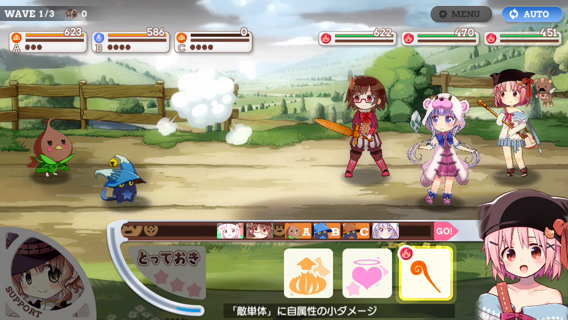 WAVE 1/3 0
MENU
AUTO
623
586
0
622
470
451
A
B
C
A B C GO!
とっておき
SUPPORT
「敵単体」に自属性の小ダメージ